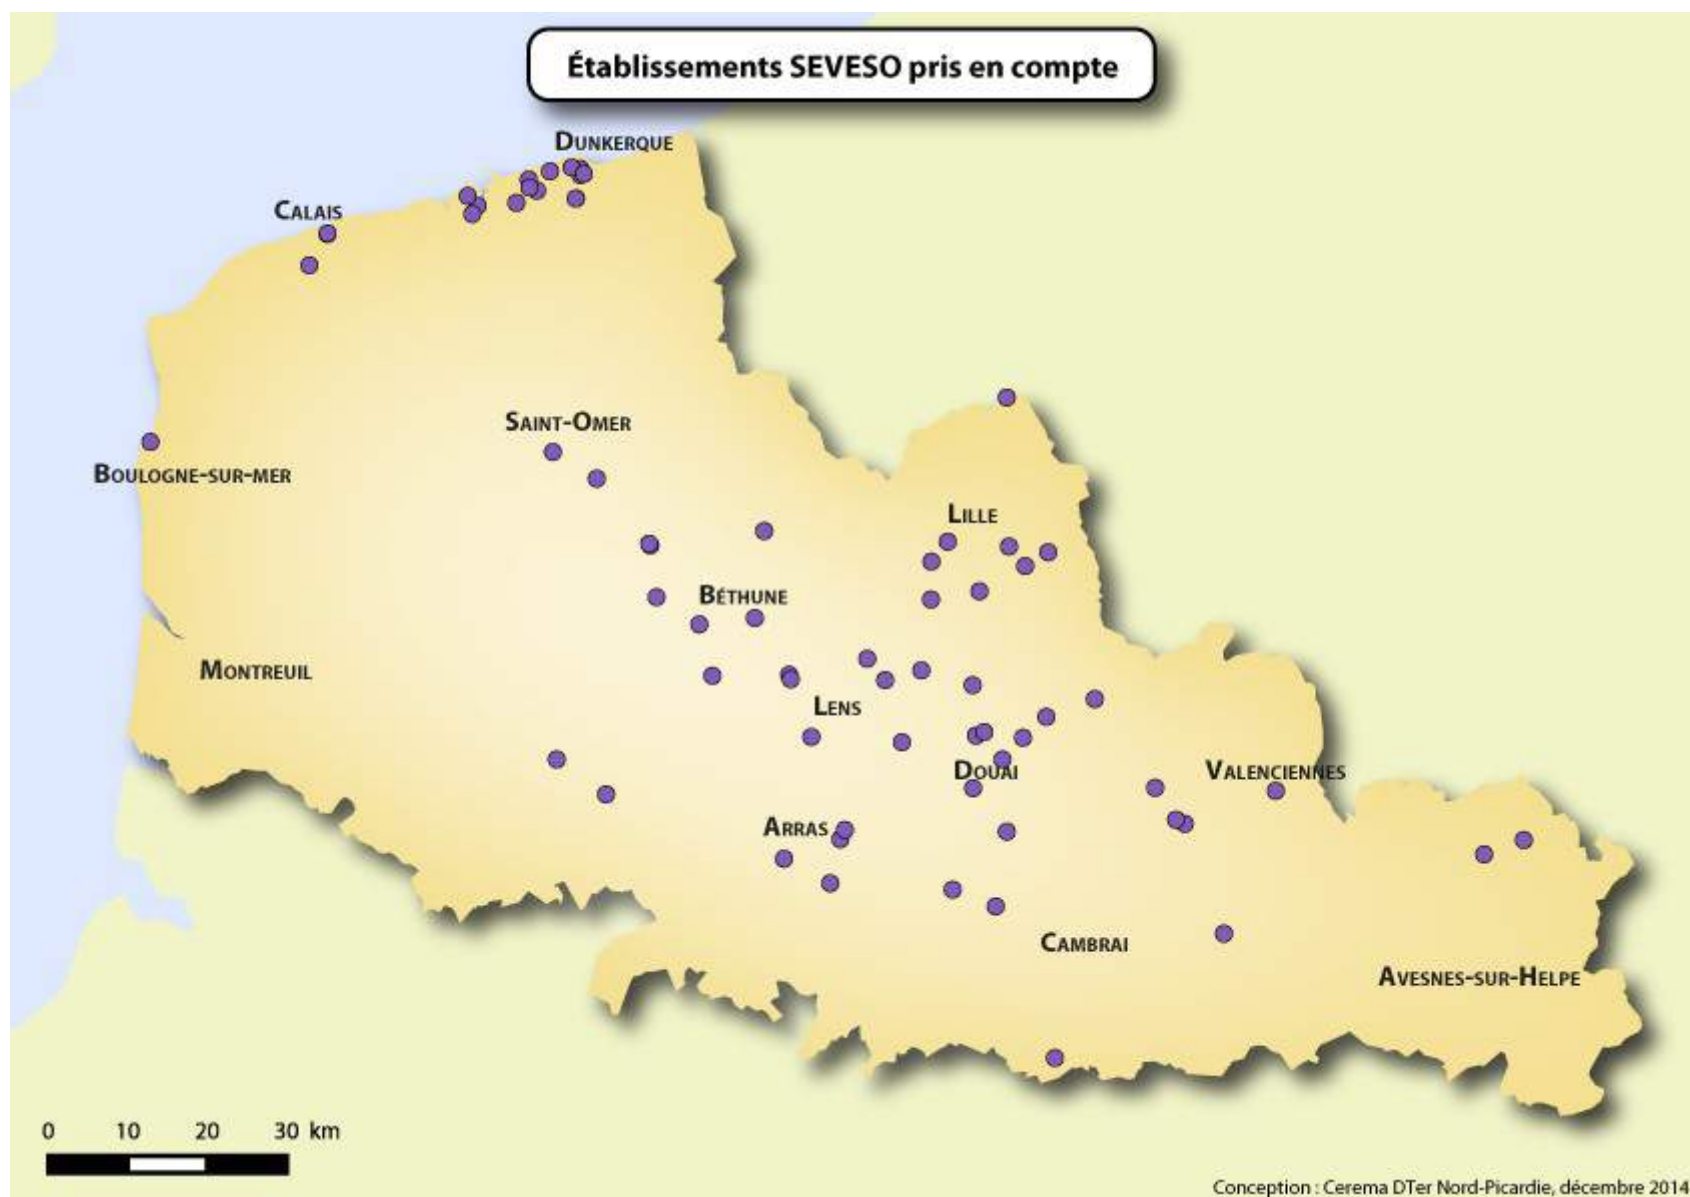 Établissements SEVESO pris en compte
DUNKERQUE
CALAIS
SAINT-OMER
BOULOGNE-SUR-MER
LILLE
BÉTHUNE
MONTREUIL
LENS
DOUAI
VALENCIENNES
ARRAS
CAMBRAI
AVESNES-SUR-HELPE
0 10 20 30 km
Conception : Cerema DTer Nord-Picardie, décembre 2014